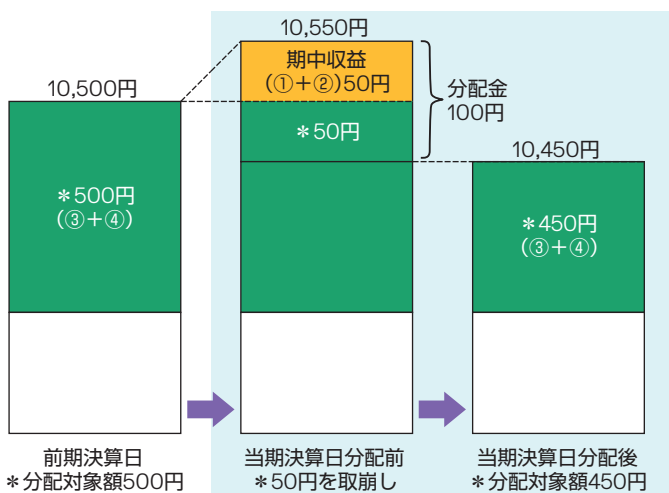 10,500円
*500円
(③+④)
前期決算日
*分配対象額500円
10,550円
期中収益
(①+②)50円
*50円
分配金
100円
当期決算日分配前
*50円を取崩し
10,450円
*450円
(③+④)
当期決算日分配後
*分配対象額450円